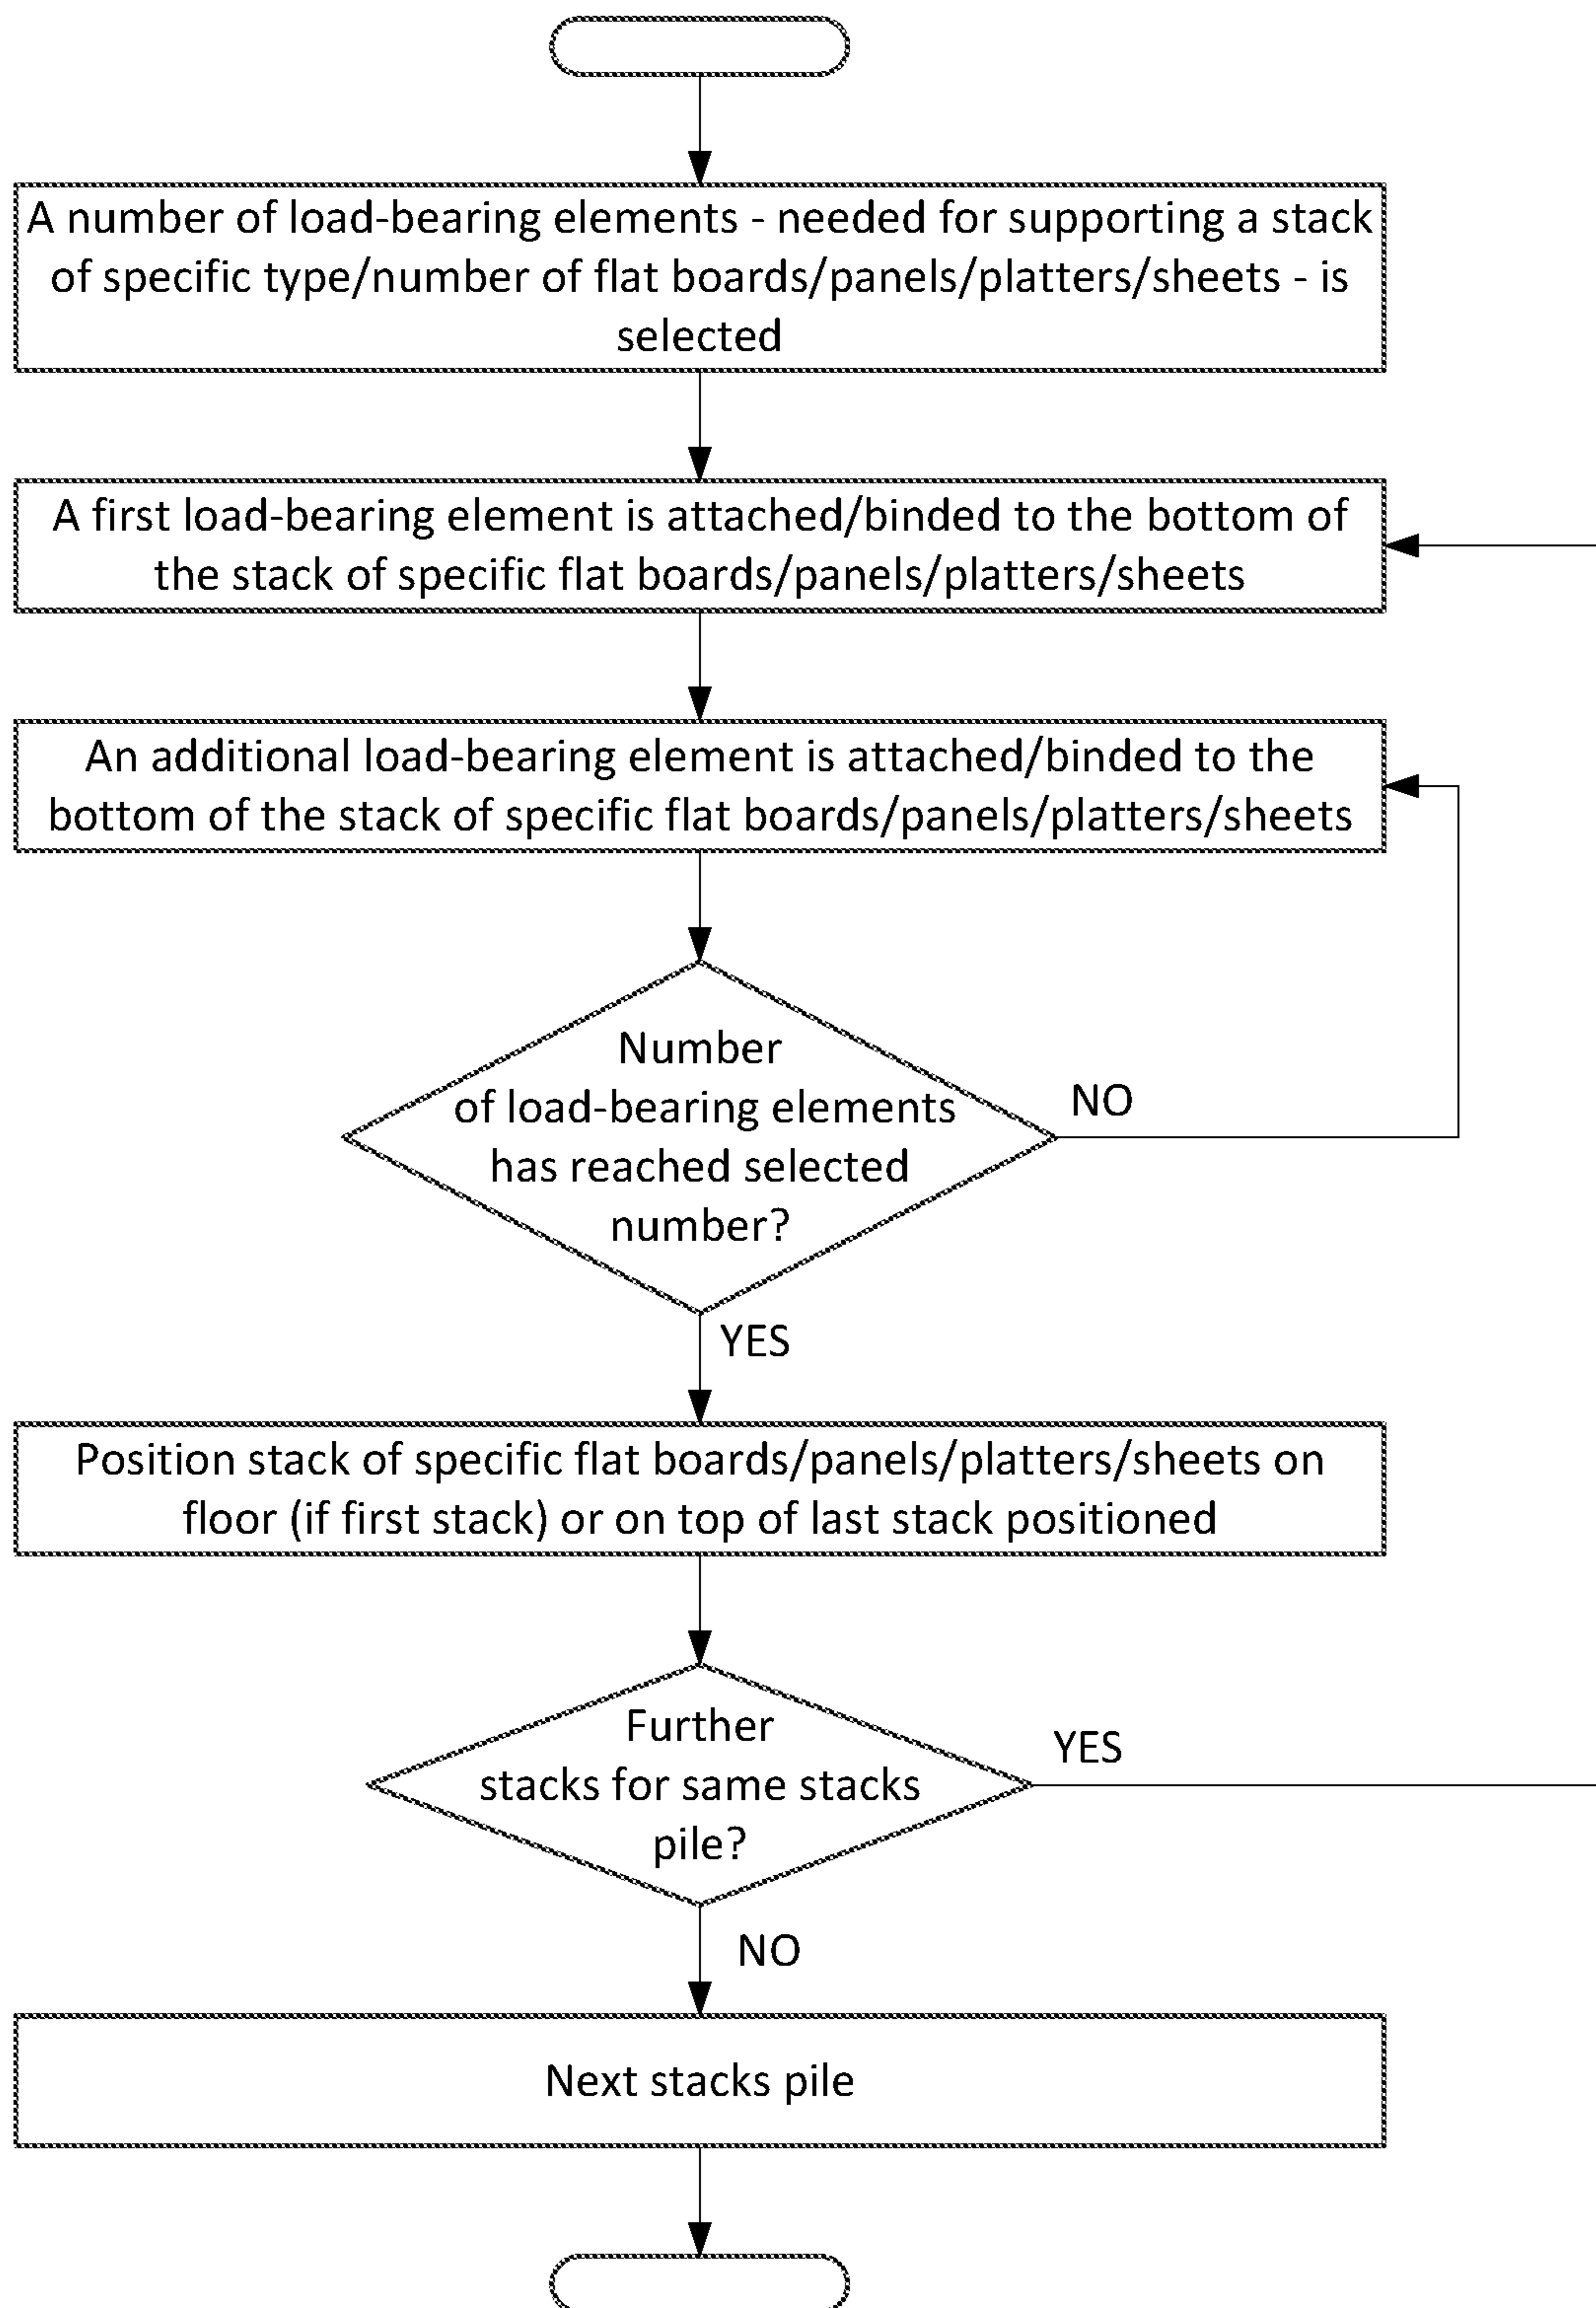 A number of load-bearing elements - needed for supporting a stack
of specific type/number of flat boards/panels/platters/sheets - is
selected
A first load-bearing element is attached/binded to the bottom of
the stack of specific flat boards/panels/platters/sheets
An additional load-bearing element is attached/binded to the
bottom of the stack of specific flat boards/panels/platters/sheets
Number
of load-bearing elements
has reached selected
number?
NO
YES
Position stack of specific flat boards/panels/platters/sheets on
floor (if first stack) or on top of last stack positioned
Further
stacks for same stacks
pile?
YES
NO
Next stacks pile